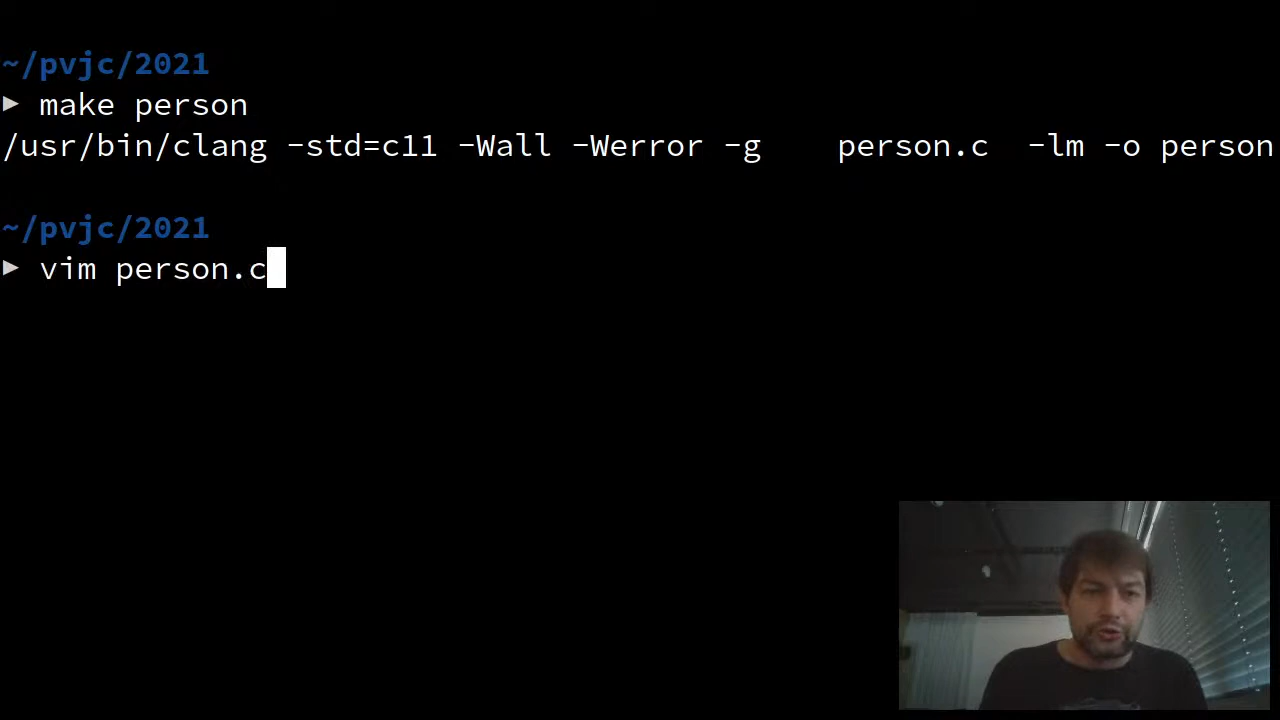 ~/pvjc/2021
▶ make person
/usr/bin/clang -std=c11 -Wall -Werror -g    person.c  -lm -o person
~/pvjc/2021
▶ vim person.c